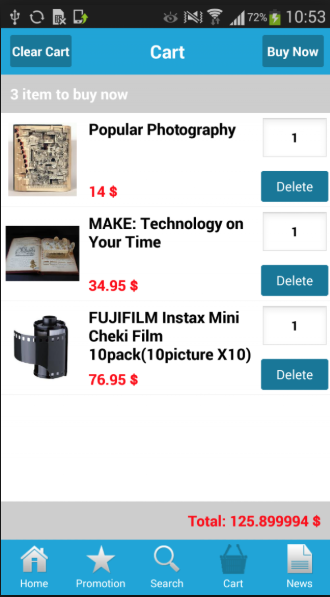 72% 10:53
Clear Cart Cart Buy Now
3 item to buy now
Popular Photography
1
14 $
Delete
MAKE: Technology on
Your Time
1
34.95 $
Delete
FUJIFILM Instax Mini
Cheki Film
10pack(10picture X10)
1
76.95 $
Delete
Total: 125.899994 $
Home Promotion Search Cart News